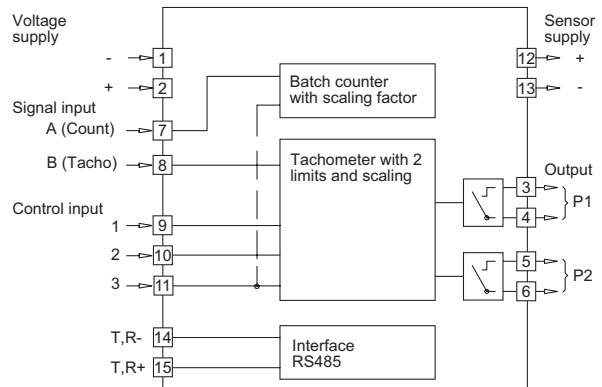 Voltage
supply
Sensor
supply
- 1
12 +
+ 2
13 -
Batch counter
with scaling factor
Signal input
A (Count) 7
B (Tacho) 8
Tachometer with 2
limits and scaling
Output
3
P1
4
Control input
1 9
2 10
3 11
5
P2
6
T,R- 14
T,R+ 15
Interface
RS485